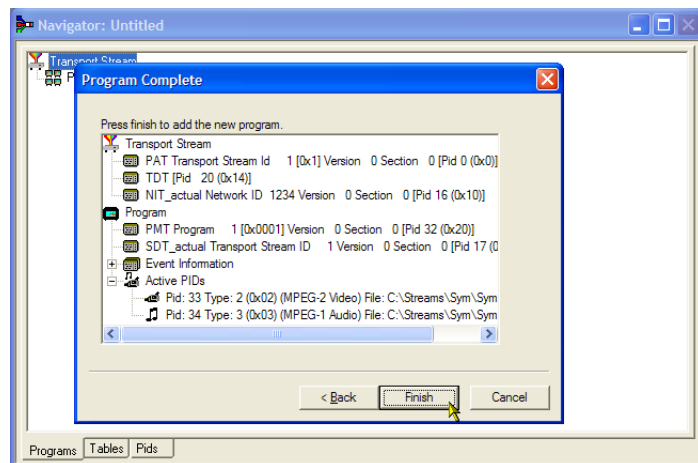 Navigator: Untitled
Transport Stream
P
Program Complete
Press finish to add the new program.
Transport Stream
PAT Transport Stream Id 1 [0x1] Version 0 Section 0 [Pid 0 (0x0)]
TDT [Pid 20 (0x14)]
NIT_actual Network ID 1234 Version 0 Section 0 [Pid 16 (0x10)]
Program
PMT Program 1 [0x0001] Version 0 Section 0 [Pid 32 (0x20)]
SDT_actual Transport Stream ID 1 Version 0 Section 0 [Pid 17 (0
Event Information
Active PIDs
Pid: 33 Type: 2 (0x02) (MPEG-2 Video) File: C:\Streams\Sym\Sym
Pid: 34 Type: 3 (0x03) (MPEG-1 Audio) File: C:\Streams\Sym\Sym
< Back Finish Cancel
Programs Tables Pids